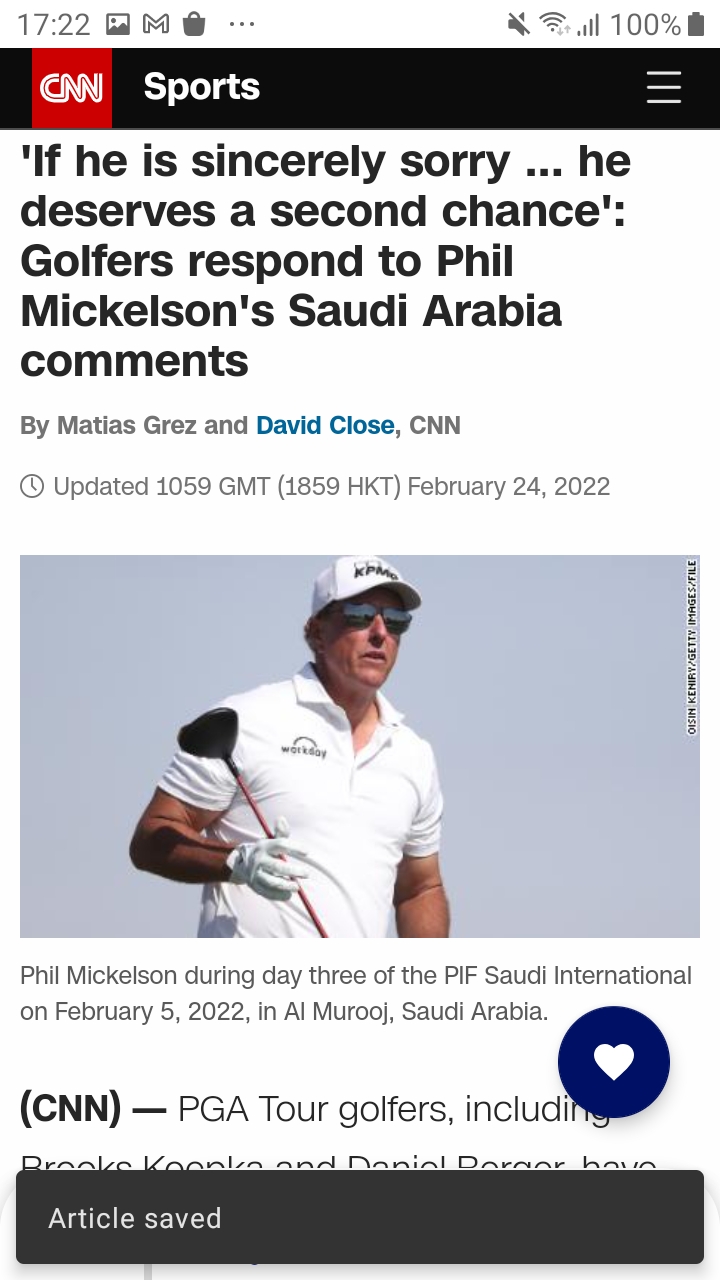 17:22 ... 100%
CNN Sports
'If he is sincerely sorry ... he
deserves a second chance':
Golfers respond to Phil
Mickelson's Saudi Arabia
comments
By Matias Grez and David Close, CNN
Updated 1059 GMT (1859 HKT) February 24, 2022
KPMG
workday
OISIN KENIRY/GETTY IMAGES/FILE
Phil Mickelson during day three of the PIF Saudi International
on February 5, 2022, in Al Murooj, Saudi Arabia.
(CNN) — PGA Tour golfers, including
Brooks Koepka and Daniel Berger, have
Article saved